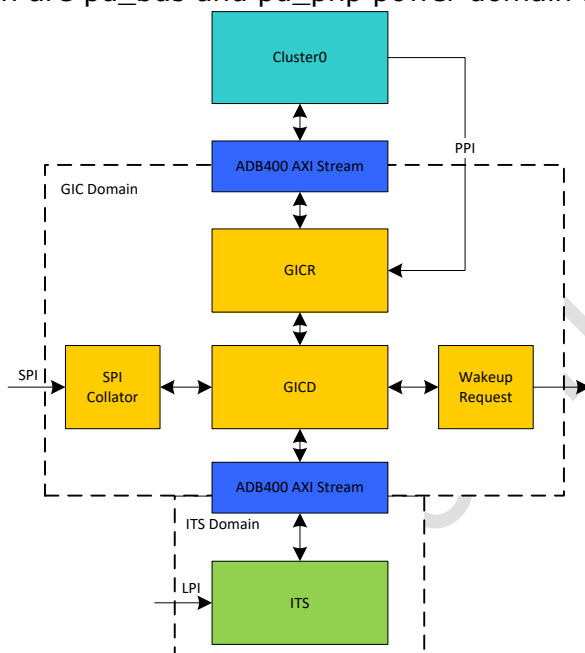 Cluster0
PPI
ADB400 AXI Stream
GIC Domain
GICR
SPI
SPI
Collator
GICD
Wakeup
Request
ADB400 AXI Stream
ITS Domain
LPI
ITS